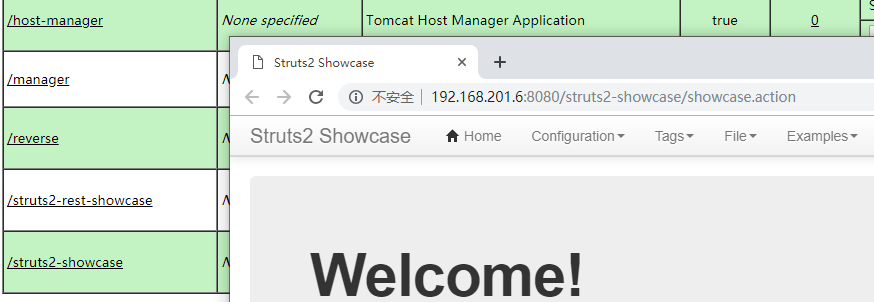 /host-manager None specified Tomcat Host Manager Application true 0
Struts2 Showcase
/manager
不安全 192.168.201.6:8080/struts2-showcase/showcase.action
/reverse
Struts2 Showcase Home Configuration Tags File Examples
/struts2-rest-showcase
/struts2-showcase
Welcome!